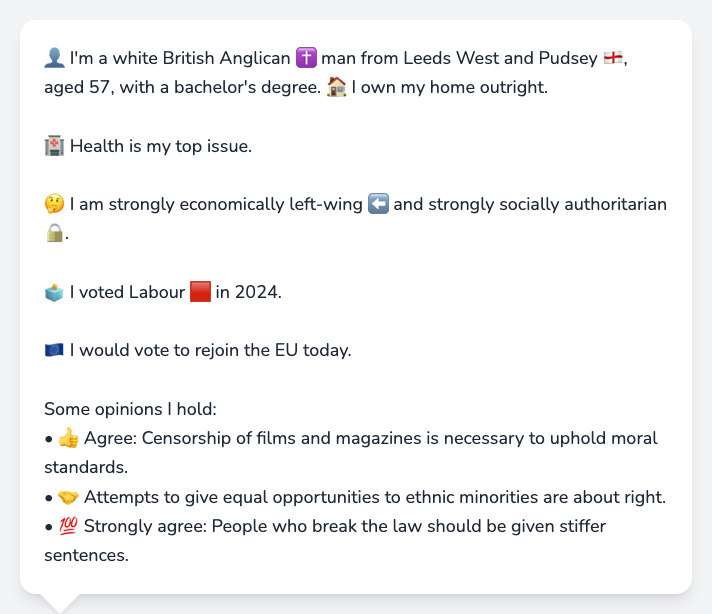 👤 I'm a white British Anglican ✝️ man from Leeds West and Pudsey 🏴󠁧󠁢󠁥󠁮󠁧󠁿,
aged 57, with a bachelor's degree. 🏠 I own my home outright.
🏥 Health is my top issue.
🤔 I am strongly economically left-wing ⬅️ and strongly socially authoritarian
🔒.
🗳️ I voted Labour 🟥 in 2024.
🇪🇺 I would vote to rejoin the EU today.
Some opinions I hold:
• 👍 Agree: Censorship of films and magazines is necessary to uphold moral
standards.
• 🤝 Attempts to give equal opportunities to ethnic minorities are about right.
• 💯 Strongly agree: People who break the law should be given stiffer
sentences.